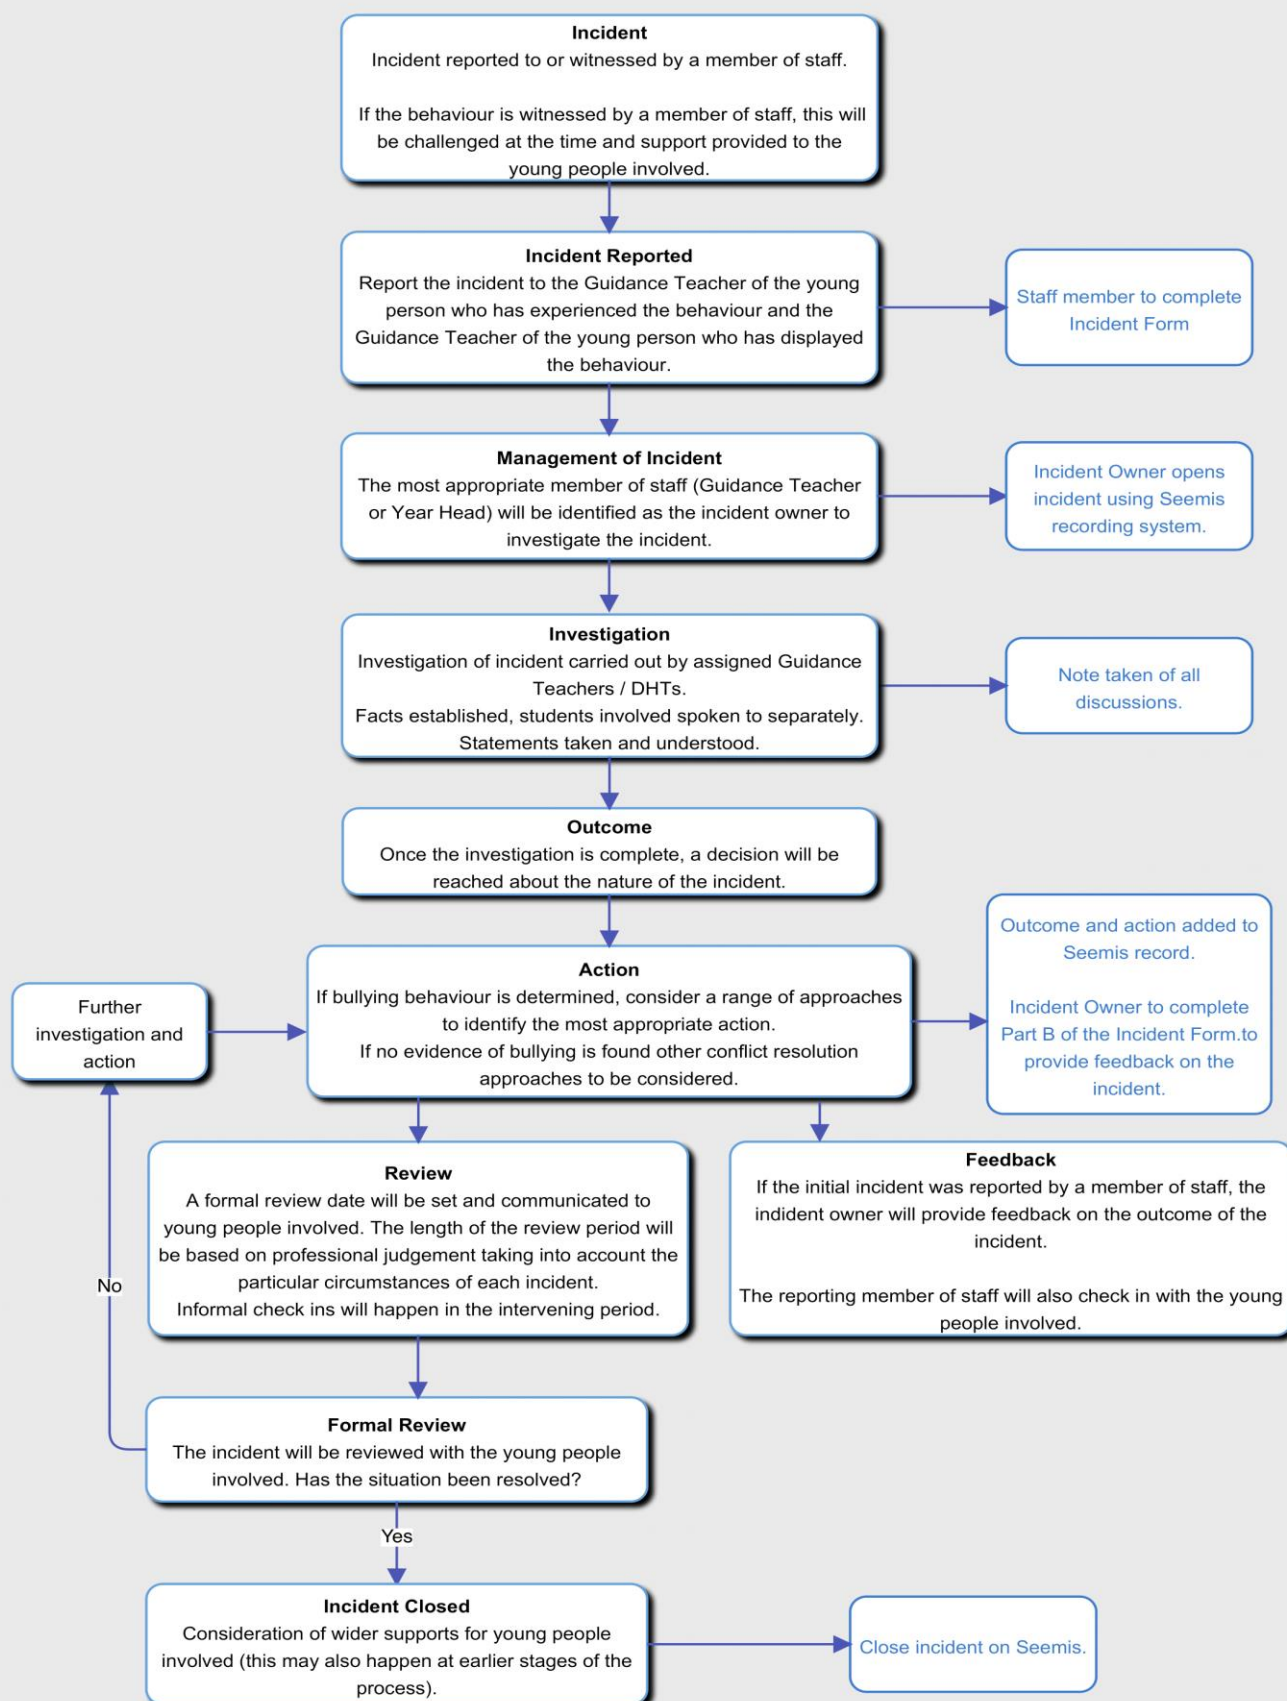 Incident
Incident reported to or witnessed by a member of staff.
If the behaviour is witnessed by a member of staff, this will
be challenged at the time and support provided to the
young people involved.
Incident Reported
Report the incident to the Guidance Teacher of the young
person who has experienced the behaviour and the
Guidance Teacher of the young person who has displayed
the behaviour.
Staff member to complete
Incident Form
Management of Incident
The most appropriate member of staff (Guidance Teacher
or Year Head) will be identified as the incident owner to
investigate the incident.
Incident Owner opens
incident using Seemis
recording system.
Investigation
Investigation of incident carried out by assigned Guidance
Teachers / DHTs.
Facts established, students involved spoken to separately.
Statements taken and understood.
Note taken of all
discussions.
Outcome
Once the investigation is complete, a decision will be
reached about the nature of the incident.
Action
If bullying behaviour is determined, consider a range of approaches
to identify the most appropriate action.
If no evidence of bullying is found other conflict resolution
approaches to be considered.
Outcome and action added to
Seemis record.
Incident Owner to complete
Part B of the Incident Form.to
provide feedback on the
incident.
Further
investigation and
action
Review
A formal review date will be set and communicated to
young people involved. The length of the review period will
be based on professional judgement taking into account the
particular circumstances of each incident.
Informal check ins will happen in the intervening period.
Feedback
If the initial incident was reported by a member of staff, the
indident owner will provide feedback on the outcome of the
incident.
The reporting member of staff will also check in with the young
people involved.
No
Formal Review
The incident will be reviewed with the young people
involved. Has the situation been resolved?
Yes
Incident Closed
Consideration of wider supports for young people
involved (this may also happen at earlier stages of the
process).
Close incident on Seemis.